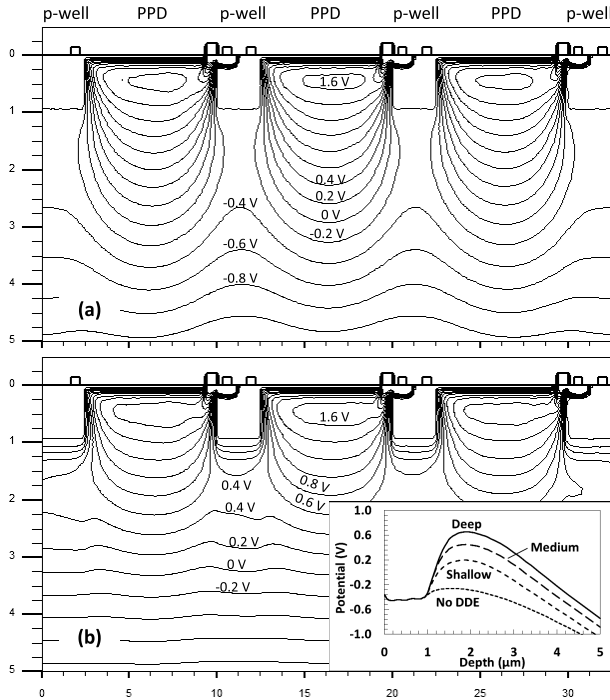 p-well PPD p-well PPD p-well PPD p-well
0
1.6 V
1
2
0.4 V
0.2 V
-0.4 V
0 V
3
-0.2 V
-0.6 V
4
-0.8 V
(a)
5
0
1.6 V
1
0.4 V
0.8 V
2
0.6 V
0.4 V
0.2 V
3
0 V
-0.2 V
4
(b)
5
0 5 10 15 20 25 30
1.0
0.6
0.2
-0.2
-0.6
-1.0
Potential (V)
Deep
Medium
Shallow
No DDE
0 1 2 3 4 5
Depth (µm)